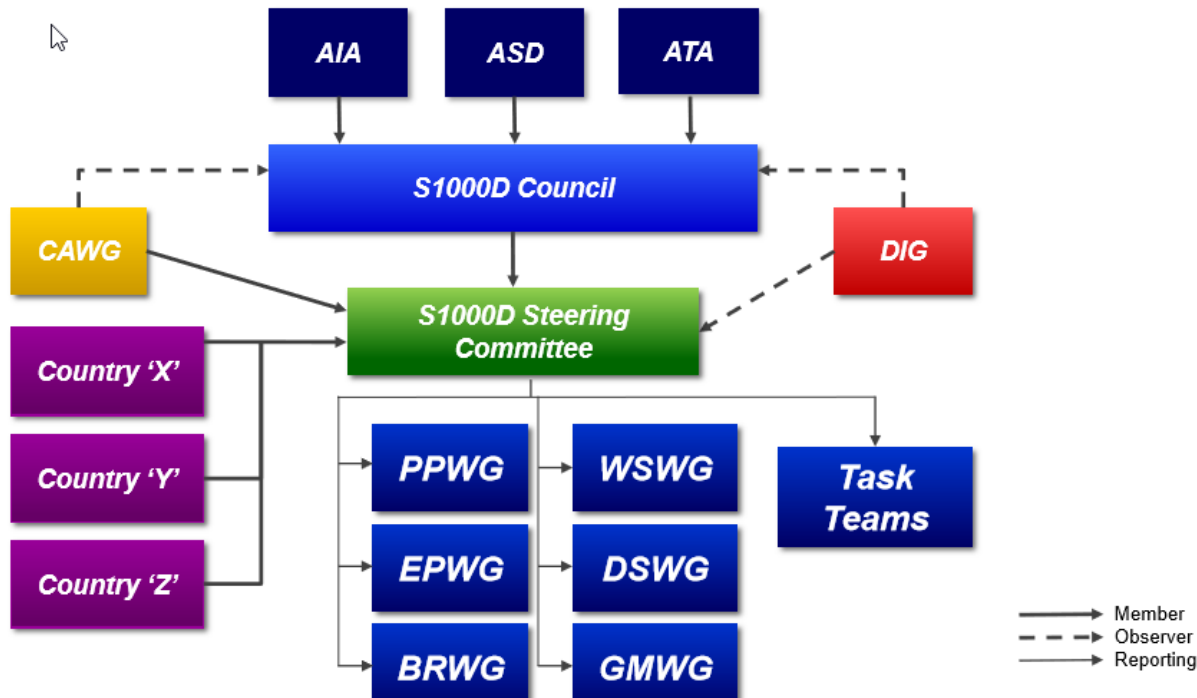 AIA
ASD
ATA
S1000D Council
CAWG
DIG
S1000D Steering
Committee
Country ‘X’
Country ‘Y’
Country ‘Z’
PPWG
WSWG
Task
Teams
EPWG
DSWG
BRWG
GMWG
Member
Observer
Reporting